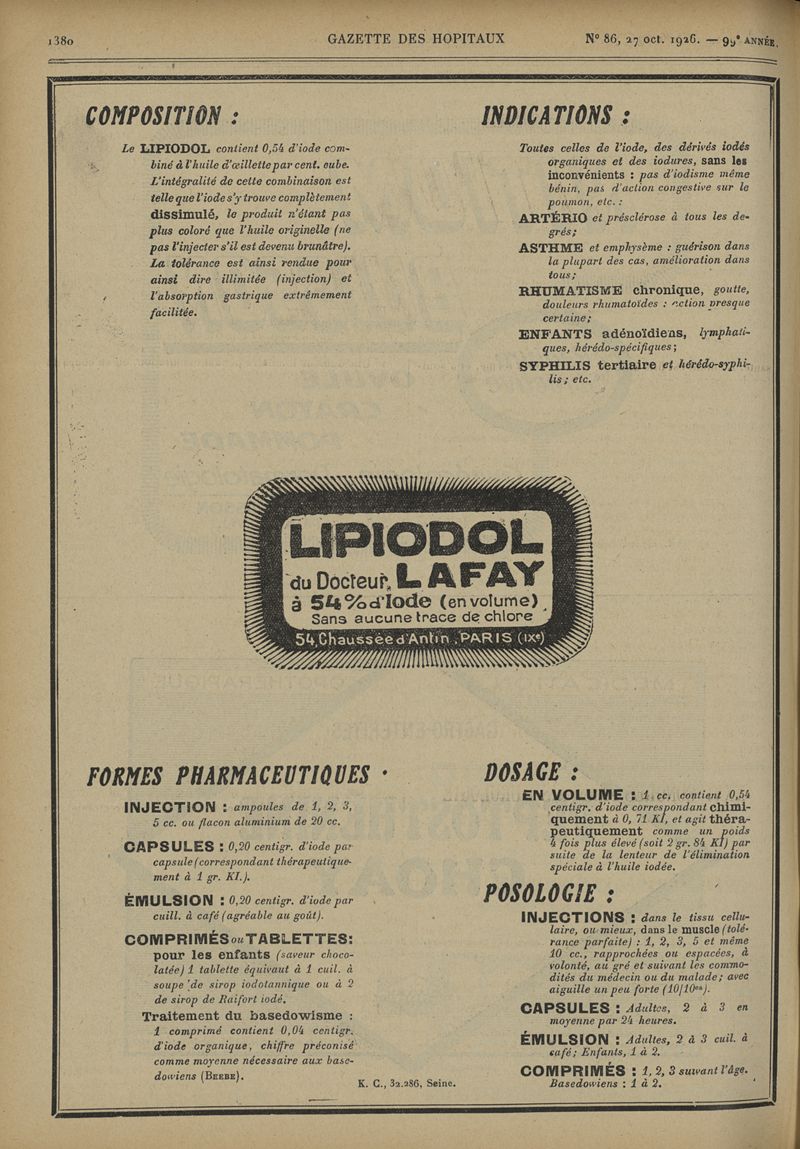 1380 GAZETTE DES HOPITAUX Nº 86, 27 oct. 1926. — 99e ANNÉE.
COMPOSITION :
Le LIPIODOL contient 0,54 d'iode com-
biné à l'huile d'œillette par cent. cube.
L'intégralité de cette combinaison est
telle que l'iode s'y trouve complètement
dissimulé, le produit n'étant pas
plus coloré que l'huile originelle (ne
pas l'injecter s'il est devenu brunâtre).
La tolérance est ainsi rendue pour
ainsi dire illimitée (injection) et
l'absorption gastrique extrêmement
facilitée.
INDICATIONS :
Toutes celles de l'iode, des dérivés iodés
organiques et des iodures, sans les
inconvénients : pas d'iodisme même
bénin, pas d'action congestive sur le
poumon, etc. :
ARTÉRIO et présclérose à tous les de-
grés;
ASTHME et emphysème : guérison dans
la plupart des cas, amélioration dans
tous;
RHUMATISME chronique, goutte,
douleurs rhumatoïdes : action presque
certaine;
ENFANTS adénoïdiens, lymphati-
ques, hérédo-spécifiques;
SYPHILIS tertiaire et hérédo-syphi-
lis; etc.
LIPIODOL
du Docteur LAFAY
à 54% d'Iode (en volume)
Sans aucune trace de chlore
54, Chaussée d'Antin, PARIS (IXe)
FORMES PHARMACEUTIQUES •
INJECTION : ampoules de 1, 2, 3,
5 cc. ou flacon aluminium de 20 cc.
CAPSULES : 0,20 centigr. d'iode par
capsule (correspondant thérapeutique-
ment à 1 gr. KI.).
ÉMULSION : 0,20 centigr. d'iode par
cuill. à café (agréable au goût).
COMPRIMÉS ou TABLETTES:
pour les enfants (saveur choco-
latée) 1 tablette équivaut à 1 cuil. à
soupe de sirop iodotannique ou à 2
de sirop de Raifort iodé.
Traitement du basedowisme :
1 comprimé contient 0,04 centigr.
d'iode organique, chiffre préconisé
comme moyenne nécessaire aux base-
dowiens (BEEBE).
DOSAGE :
EN VOLUME : 1 cc. contient 0,54
centigr. d'iode correspondant chimi-
quement à 0, 71 KI, et agit théra-
peutiquement comme un poids
4 fois plus élevé (soit 2 gr. 84 KI) par
suite de la lenteur de l'élimination
spéciale à l'huile iodée.
POSOLOGIE :
INJECTIONS : dans le tissu cellu-
laire, ou mieux, dans le muscle (tolé-
rance parfaite) : 1, 2, 3, 5 et même
10 cc., rapprochées ou espacées, à
volonté, au gré et suivant les commo-
dités du médecin ou du malade; avec
aiguille un peu forte (10/10es).
CAPSULES : Adultes, 2 à 3 en
moyenne par 24 heures.
ÉMULSION : Adultes, 2 à 3 cuil. à
café; Enfants, 1 à 2.
COMPRIMÉS : 1, 2, 3 suivant l'âge.
Basedowiens : 1 à 2.
K. C., 32.286, Seine.